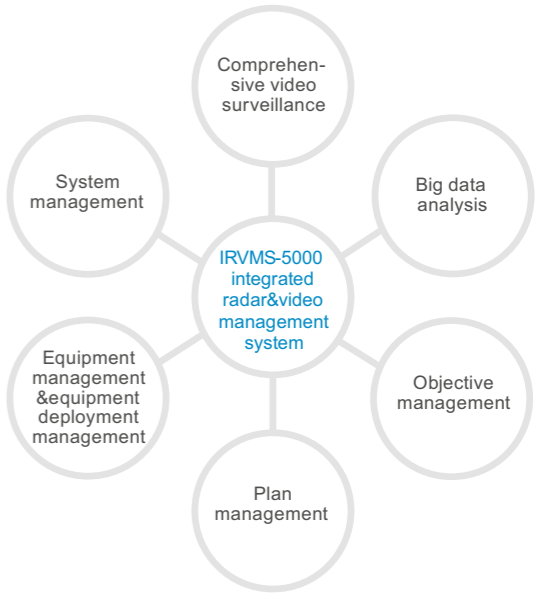 Comprehen-
sive video
surveillance
System
management
Big data
analysis
IRVMS-5000
integrated
radar&video
management
system
Equipment
management
&equipment
deployment
management
Objective
management
Plan
management